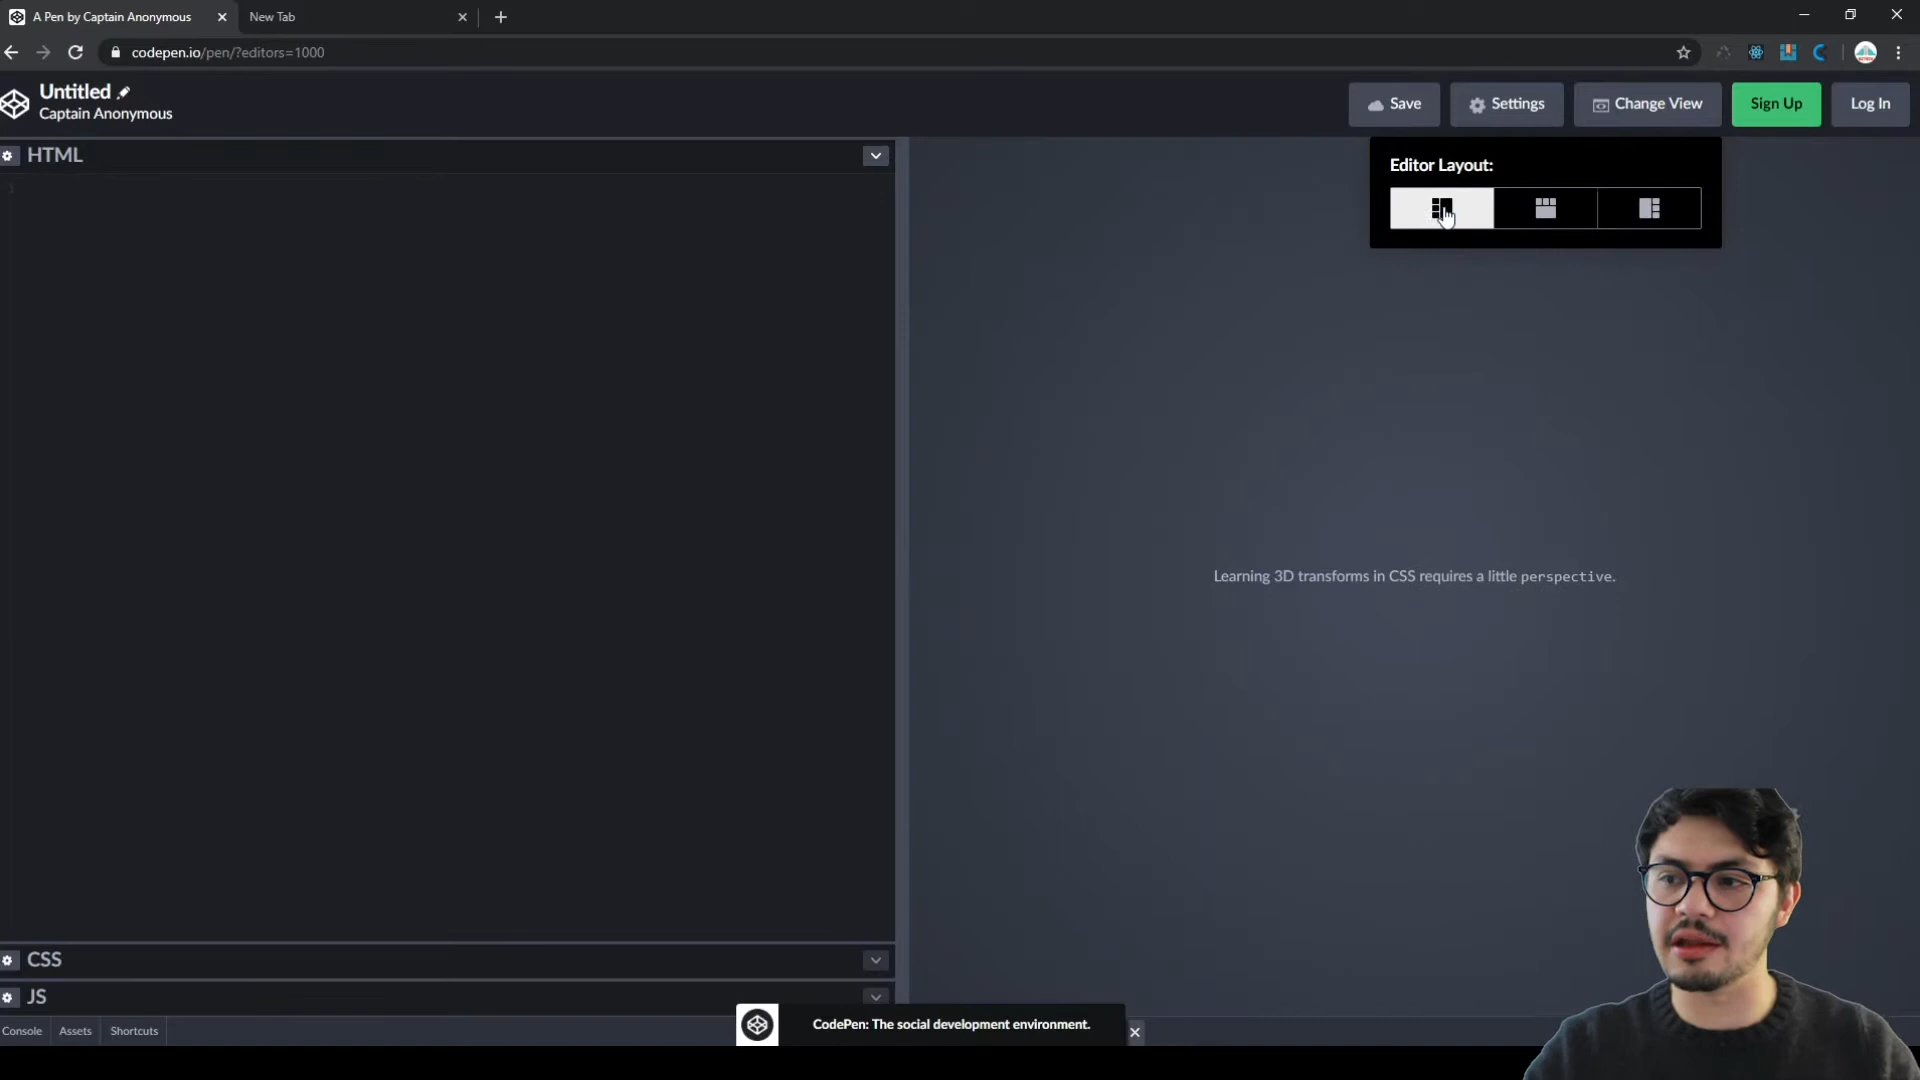 A Pen by Captain Anonymous
New Tab
codepen.io/pen/?editors=1000
Untitled
Captain Anonymous
Save
Settings
Change View
Sign Up
Log In
HTML
Editor Layout:
1
Learning 3D transforms in CSS requires a little perspective.
CSS
JS
Console
Assets
Shortcuts
CodePen: The social development environment.